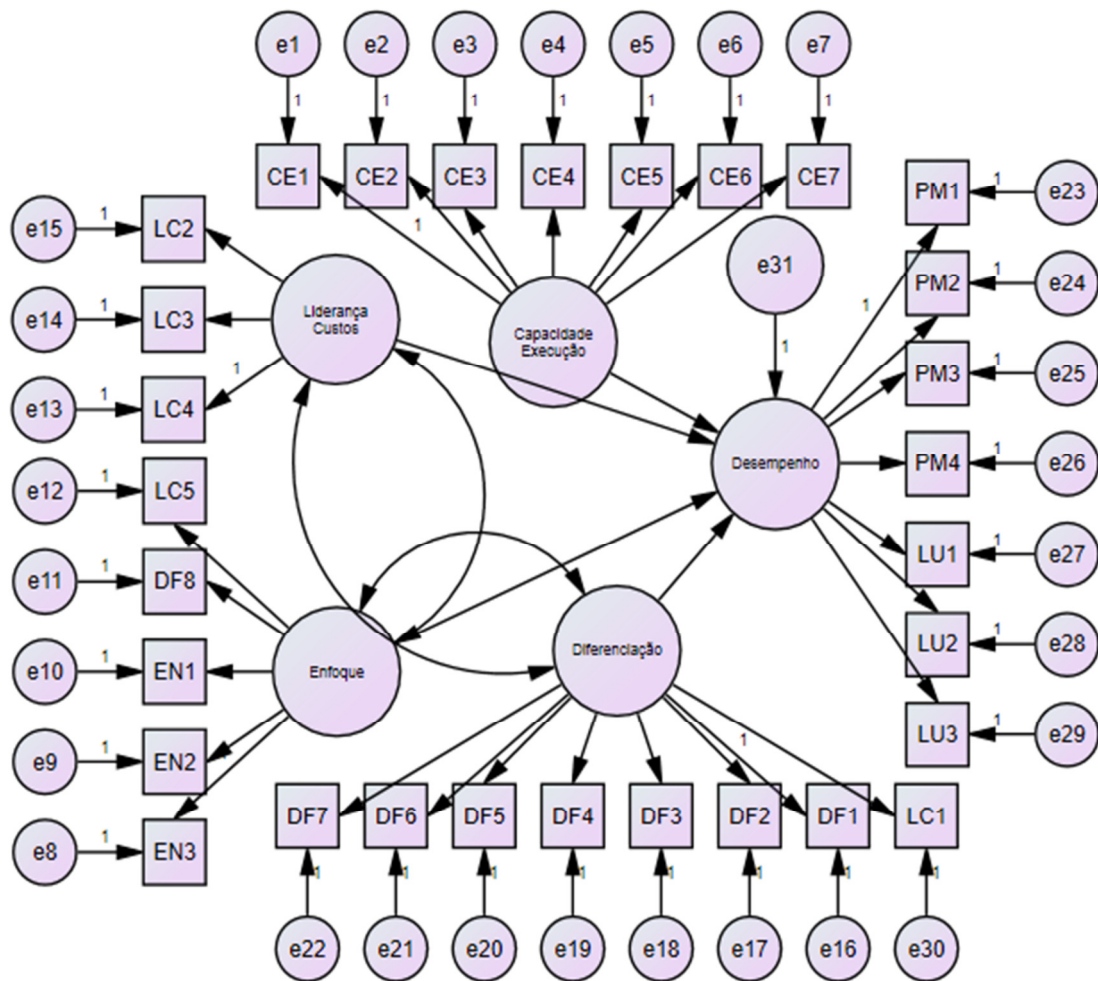 e1
e2
e3
e4
e5
e6
e7
1
1
1
1
1
1
1
CE1
CE2
CE3
CE4
CE5
CE6
CE7
1
e15
1
LC2
e14
1
LC3
e13
1
LC4
1
e12
1
LC5
e11
1
DF8
e10
1
EN1
e9
1
EN2
e8
1
EN3
Liderança
Custos
Capacidade
Execução
e31
1
Desempenho
1
Enfoque
1
Diferenciação
1
PM1
1
e23
PM2
1
e24
PM3
1
e25
PM4
1
e26
LU1
1
e27
LU2
1
e28
LU3
1
e29
DF7
DF6
DF5
DF4
DF3
DF2
DF1
LC1
1
1
1
1
1
1
1
1
e22
e21
e20
e19
e18
e17
e16
e30